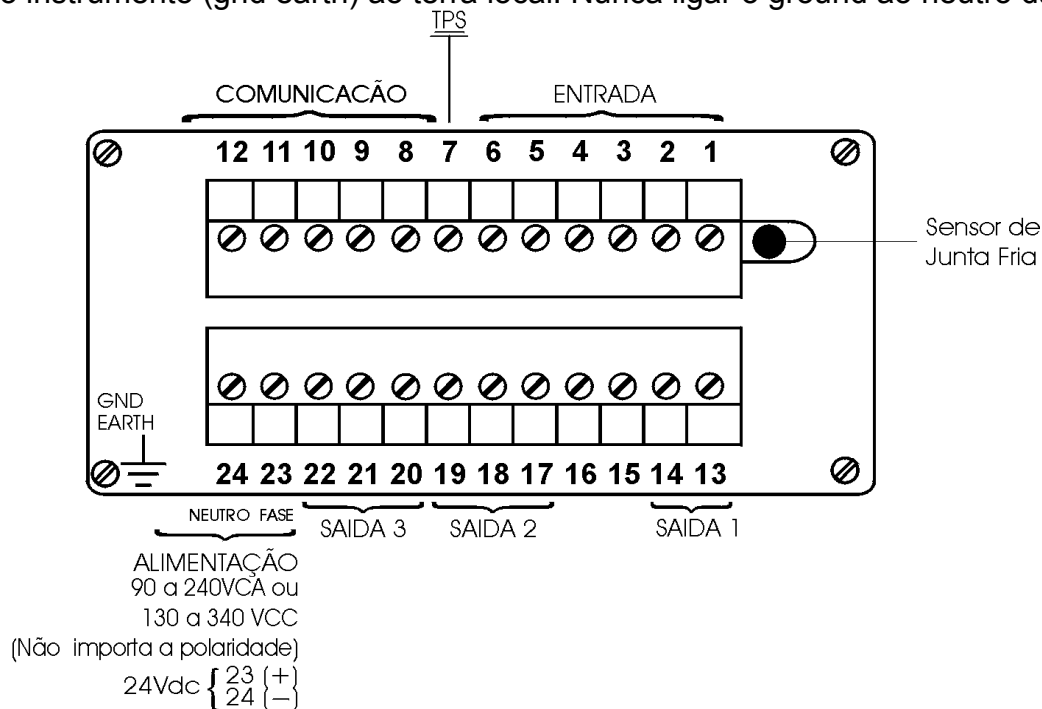 instrumento (gnd earth) ao terra local. Nunca ligar o ground ao neutro da
TPS
COMUNICACÃO
ENTRADA
12 11 10 9 8 7 6 5 4 3 2 1
Sensor de
Junta Fria
GND
EARTH
24 23 22 21 20 19 18 17 16 15 14 13
NEUTRO FASE
SAIDA 3
SAIDA 2
SAIDA 1
ALIMENTAÇÃO
90 a 240VCA ou
130 a 340 VCC
(Não importa a polaridade)
24Vdc { 23 (+)
24 (—)